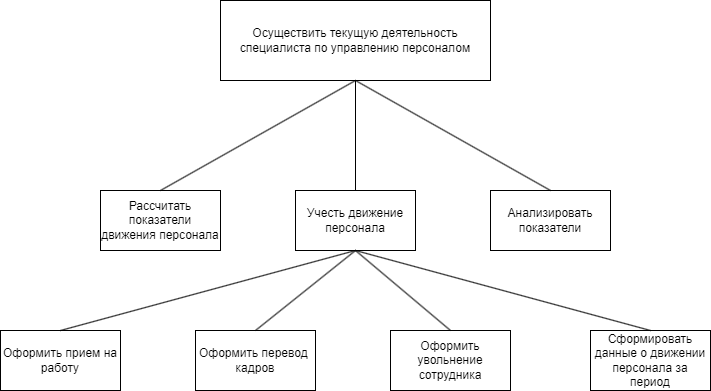 Осуществить текущую деятельность
специалиста по управлению персоналом
Рассчитать
показатели
движения персонала
Учесть движение
персонала
Анализировать
показатели
Оформить прием на
работу
Оформить перевод
кадров
Оформить
увольнение
сотрудника
Сформировать
данные о движении
персонала за
период